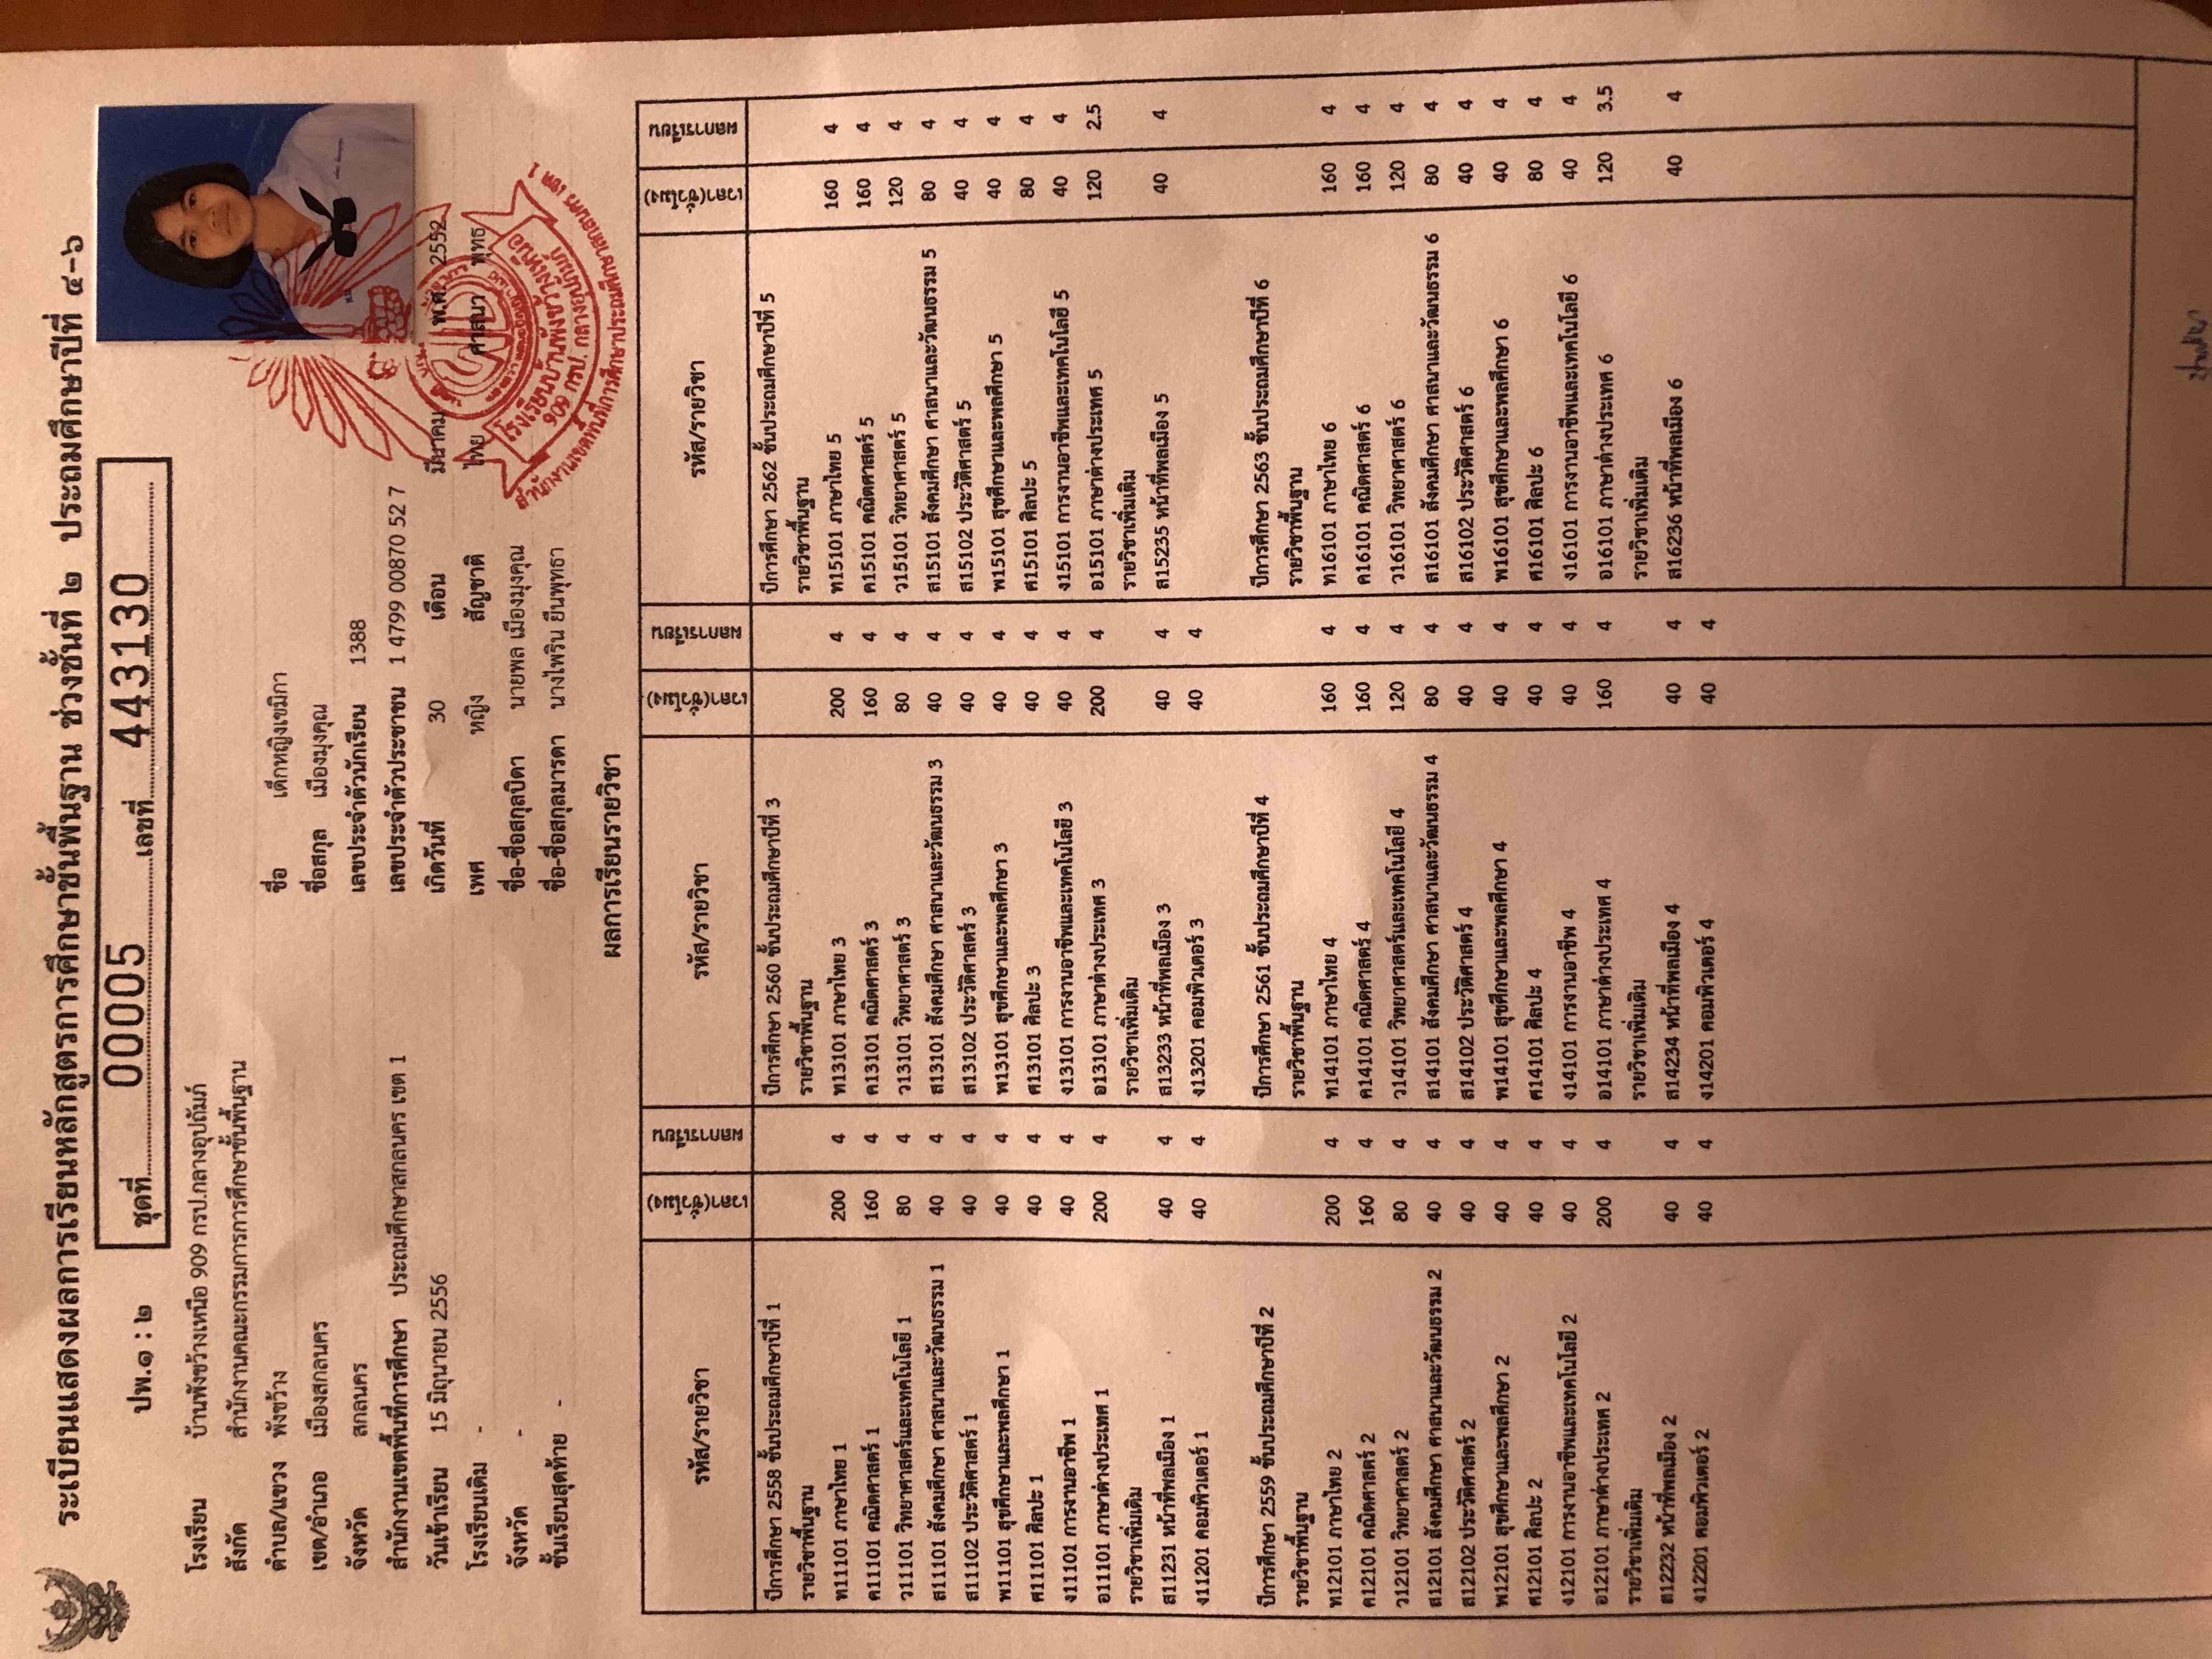 ระเบียนแสดงผลการเรียนหลักสูตรการศึกษาขั้นพื้นฐาน ช่วงชั้นที่ ๒ ประถมศึกษาปีที่ ๔-๖
ปพ.๑ : ๒ ชุดที่ 00005 เลขที่ 443130
โรงเรียน บ้านพังขว้างเหนือ 909 กรป.กลางอุปถัมภ์
สังกัด สำนักงานคณะกรรมการการศึกษาขั้นพื้นฐาน
ตำบล/แขวง พังขว้าง
เขต/อำเภอ เมืองสกลนคร
จังหวัด สกลนคร
สำนักงานเขตพื้นที่การศึกษา ประถมศึกษาสกลนคร เขต 1
วันเข้าเรียน 15 มิถุนายน 2556
โรงเรียนเดิม -
จังหวัด -
ชั้นเรียนสุดท้าย -
ชื่อ เด็กหญิงเขมิกา
ชื่อสกุล เมืองมุงคุณ
เลขประจำตัวนักเรียน 1388
เลขประจำตัวประชาชน 1 4799 00870 52 7
เกิดวันที่ 30 เดือน มีนาคม พ.ศ. 2552
เพศ หญิง สัญชาติ ไทย ศาสนา พุทธ
ชื่อ-ชื่อสกุลบิดา นายพล เมืองมุงคุณ
ชื่อ-ชื่อสกุลมารดา นางไพริน ยืนพุทธา
โรงเรียนบ้านพังขว้างเหนือ
909 กรป. กลางอุปถัมภ์
สำนักงานเขตพื้นที่การศึกษาประถมศึกษาสกลนคร เขต 1
ผลการเรียนรายวิชา
รหัส/รายวิชา เวลา(ชั่วโมง) ผลการเรียน
ปีการศึกษา 2558 ชั้นประถมศึกษาปีที่ 1
รายวิชาพื้นฐาน
ท11101 ภาษาไทย 1 200 4
ค11101 คณิตศาสตร์ 1 160 4
ว11101 วิทยาศาสตร์และเทคโนโลยี 1 80 4
ส11101 สังคมศึกษา ศาสนาและวัฒนธรรม 1 40 4
ส11102 ประวัติศาสตร์ 1 40 4
พ11101 สุขศึกษาและพลศึกษา 1 40 4
ศ11101 ศิลปะ 1 40 4
ง11101 การงานอาชีพ 1 40 4
อ11101 ภาษาต่างประเทศ 1 200 4
รายวิชาเพิ่มเติม
ส11231 หน้าที่พลเมือง 1 40 4
ง11201 คอมพิวเตอร์ 1 40 4
ปีการศึกษา 2559 ชั้นประถมศึกษาปีที่ 2
รายวิชาพื้นฐาน
ท12101 ภาษาไทย 2 200 4
ค12101 คณิตศาสตร์ 2 160 4
ว12101 วิทยาศาสตร์ 2 80 4
ส12101 สังคมศึกษา ศาสนาและวัฒนธรรม 2 40 4
ส12102 ประวัติศาสตร์ 2 40 4
พ12101 สุขศึกษาและพลศึกษา 2 40 4
ศ12101 ศิลปะ 2 40 4
ง12101 การงานอาชีพและเทคโนโลยี 2 40 4
อ12101 ภาษาต่างประเทศ 2 200 4
รายวิชาเพิ่มเติม
ส12232 หน้าที่พลเมือง 2 40 4
ง12201 คอมพิวเตอร์ 2 40 4
รหัส/รายวิชา เวลา(ชั่วโมง) ผลการเรียน
ปีการศึกษา 2560 ชั้นประถมศึกษาปีที่ 3
รายวิชาพื้นฐาน
ท13101 ภาษาไทย 3 200 4
ค13101 คณิตศาสตร์ 3 160 4
ว13101 วิทยาศาสตร์ 3 80 4
ส13101 สังคมศึกษา ศาสนาและวัฒนธรรม 3 40 4
ส13102 ประวัติศาสตร์ 3 40 4
พ13101 สุขศึกษาและพลศึกษา 3 40 4
ศ13101 ศิลปะ 3 40 4
ง13101 การงานอาชีพและเทคโนโลยี 3 40 4
อ13101 ภาษาต่างประเทศ 3 200 4
รายวิชาเพิ่มเติม
ส13233 หน้าที่พลเมือง 3 40 4
ง13201 คอมพิวเตอร์ 3 40 4
ปีการศึกษา 2561 ชั้นประถมศึกษาปีที่ 4
รายวิชาพื้นฐาน
ท14101 ภาษาไทย 4 160 4
ค14101 คณิตศาสตร์ 4 160 4
ว14101 วิทยาศาสตร์และเทคโนโลยี 4 120 4
ส14101 สังคมศึกษา ศาสนาและวัฒนธรรม 4 80 4
ส14102 ประวัติศาสตร์ 4 40 4
พ14101 สุขศึกษาและพลศึกษา 4 40 4
ศ14101 ศิลปะ 4 40 4
ง14101 การงานอาชีพ 4 40 4
อ14101 ภาษาต่างประเทศ 4 160 4
รายวิชาเพิ่มเติม
ส14234 หน้าที่พลเมือง 4 40 4
ง14201 คอมพิวเตอร์ 4 40 4
รหัส/รายวิชา เวลา(ชั่วโมง) ผลการเรียน
ปีการศึกษา 2562 ชั้นประถมศึกษาปีที่ 5
รายวิชาพื้นฐาน
ท15101 ภาษาไทย 5 160 4
ค15101 คณิตศาสตร์ 5 160 4
ว15101 วิทยาศาสตร์ 5 120 4
ส15101 สังคมศึกษา ศาสนาและวัฒนธรรม 5 80 4
ส15102 ประวัติศาสตร์ 5 40 4
พ15101 สุขศึกษาและพลศึกษา 5 40 4
ศ15101 ศิลปะ 5 80 4
ง15101 การงานอาชีพและเทคโนโลยี 5 40 4
อ15101 ภาษาต่างประเทศ 5 120 2.5
รายวิชาเพิ่มเติม
ส15235 หน้าที่พลเมือง 5 40 4
ปีการศึกษา 2563 ชั้นประถมศึกษาปีที่ 6
รายวิชาพื้นฐาน
ท16101 ภาษาไทย 6 160 4
ค16101 คณิตศาสตร์ 6 160 4
ว16101 วิทยาศาสตร์ 6 120 4
ส16101 สังคมศึกษา ศาสนาและวัฒนธรรม 6 80 4
ส16102 ประวัติศาสตร์ 6 40 4
พ16101 สุขศึกษาและพลศึกษา 6 40 4
ศ16101 ศิลปะ 6 80 4
ง16101 การงานอาชีพและเทคโนโลยี 6 40 4
อ16101 ภาษาต่างประเทศ 6 120 3.5
รายวิชาเพิ่มเติม
ส16236 หน้าที่พลเมือง 6 40 4